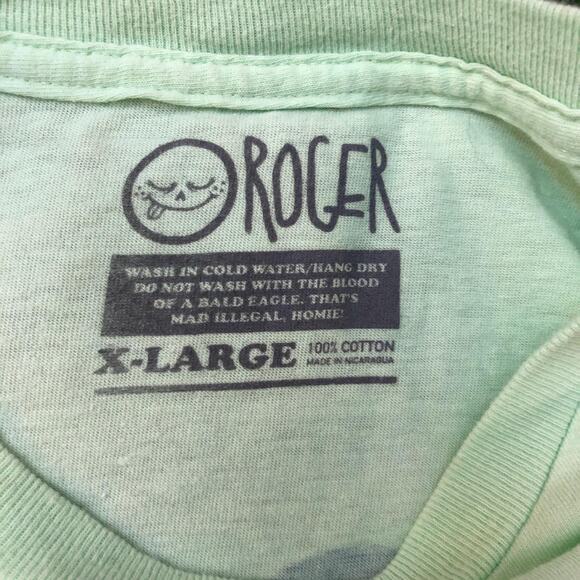 ROGER
WASH IN COLD WATER/HANG DRY
DO NOT WASH WITH THE BLOOD
OF A BALD EAGLE. THAT'S
MAD ILLEGAL, HOMIE!
X-LARGE
100% COTTON
MADE IN NICARAGUA